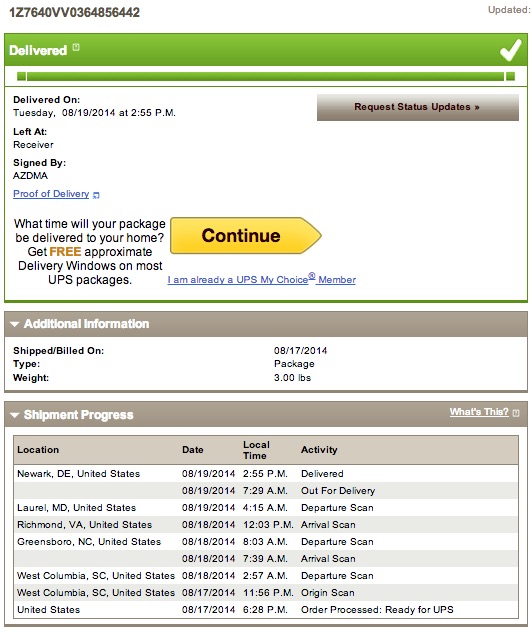 1Z7640VV0364856442
Updated:
Delivered
Delivered On:
Tuesday, 08/19/2014 at 2:55 P.M.
Request Status Updates »
Left At:
Receiver
Signed By:
AZDMA
Proof of Delivery
What time will your package
be delivered to your home?
Get FREE approximate
Delivery Windows on most
UPS packages.
Continue
I am already a UPS My Choice® Member
Additional Information
Shipped/Billed On: 08/17/2014
Type: Package
Weight: 3.00 lbs
Shipment Progress What's This?
Location Date Local Time Activity
Newark, DE, United States 08/19/2014 2:55 P.M. Delivered
08/19/2014 7:29 A.M. Out For Delivery
Laurel, MD, United States 08/19/2014 4:15 A.M. Departure Scan
Richmond, VA, United States 08/18/2014 12:03 P.M. Arrival Scan
Greensboro, NC, United States 08/18/2014 8:03 A.M. Departure Scan
08/18/2014 7:39 A.M. Arrival Scan
West Columbia, SC, United States 08/18/2014 2:57 A.M. Departure Scan
West Columbia, SC, United States 08/17/2014 11:56 P.M. Origin Scan
United States 08/17/2014 6:28 P.M. Order Processed: Ready for UPS